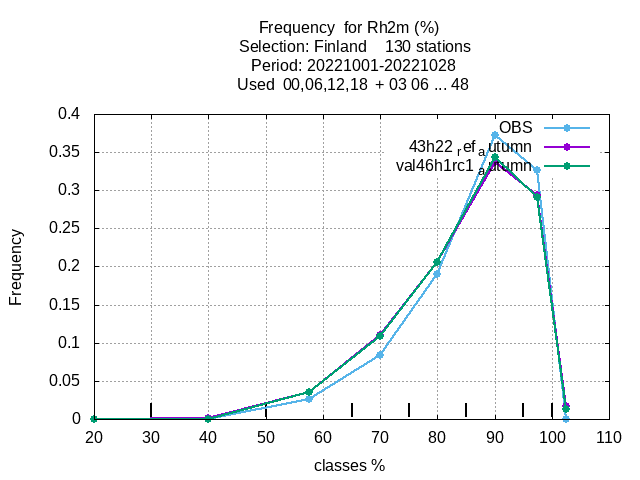 Frequency for Rh2m (%)
Selection: Finland 130 stations
Period: 20221001-20221028
Used 00,06,12,18 + 03 06 ... 48
0.4
0.35
0.3
0.25
0.2
0.15
0.1
0.05
0
Frequency
OBS
43h22 ref autumn
val46h1rc1 autumn
20 30 40 50 60 70 80 90 100 110
classes %